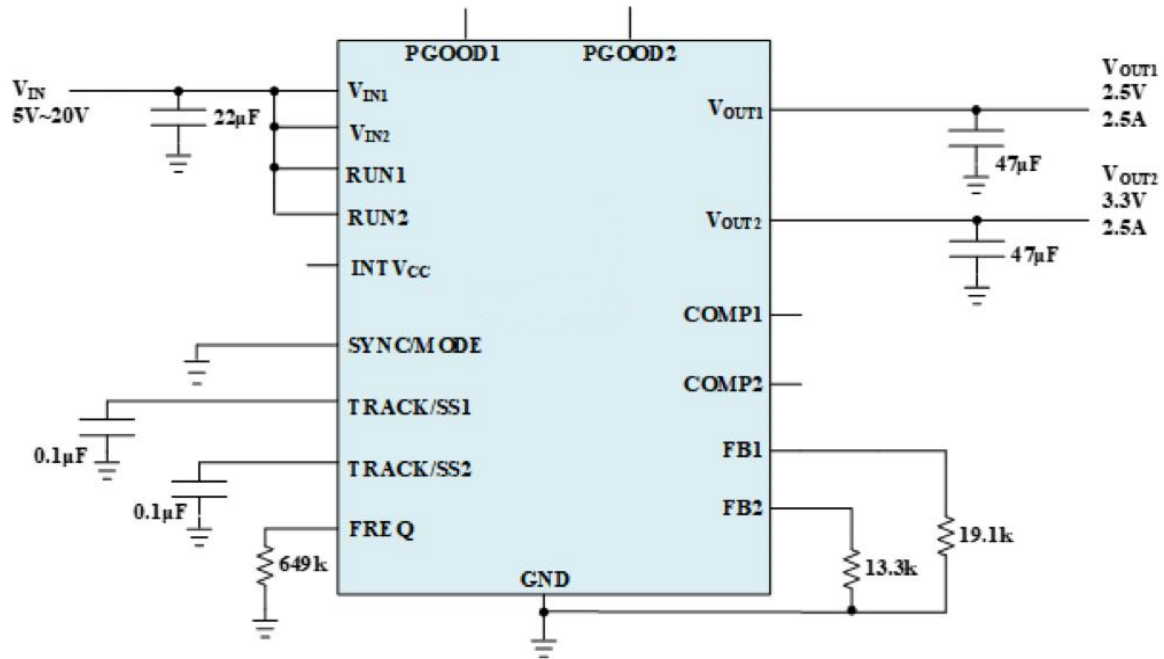 PGOOD1
PGOOD2
VIN
5V~20V
22μF
VIN1
VIN2
RUN1
RUN2
INTVCC
SYNC/MODE
TRACK/SS1
0.1μF
TRACK/SS2
0.1μF
FREQ
649k
GND
VOUT1
VOUT2
COMP1
COMP2
FB1
FB2
VOUT1
2.5V
2.5A
47μF
VOUT2
3.3V
2.5A
47μF
19.1k
13.3k